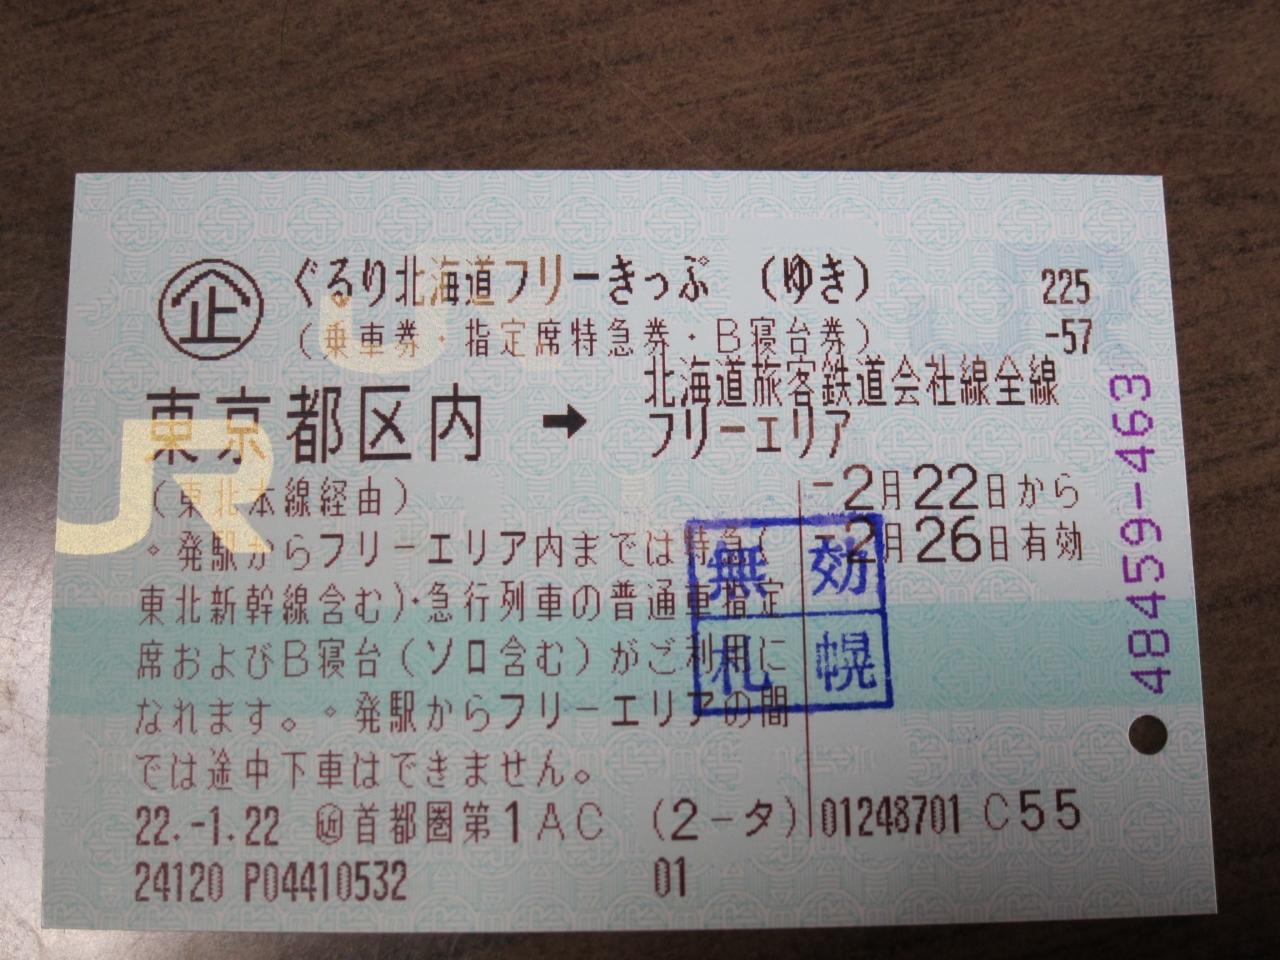 企 ぐるり北海道フリーきっぷ (ゆき) 225
(乗車券・指定席特急券・B寝台券) -57
東京都区内 ➡ 北海道旅客鉄道会社線全線
フリーエリア
(東北本線経由) -2月22日から
-2月26日有効
。発駅からフリーエリア内までは特急(
東北新幹線含む)・急行列車の普通車指定
席およびB寝台(ソロ含む)がご利用に
なれます。。発駅からフリーエリアの間
では途中下車はできません。
無効
札幌
22.-1.22 近首都圏第1AC (2-タ) 01248701 C55
24120 P04410532 01
48459-463
JR